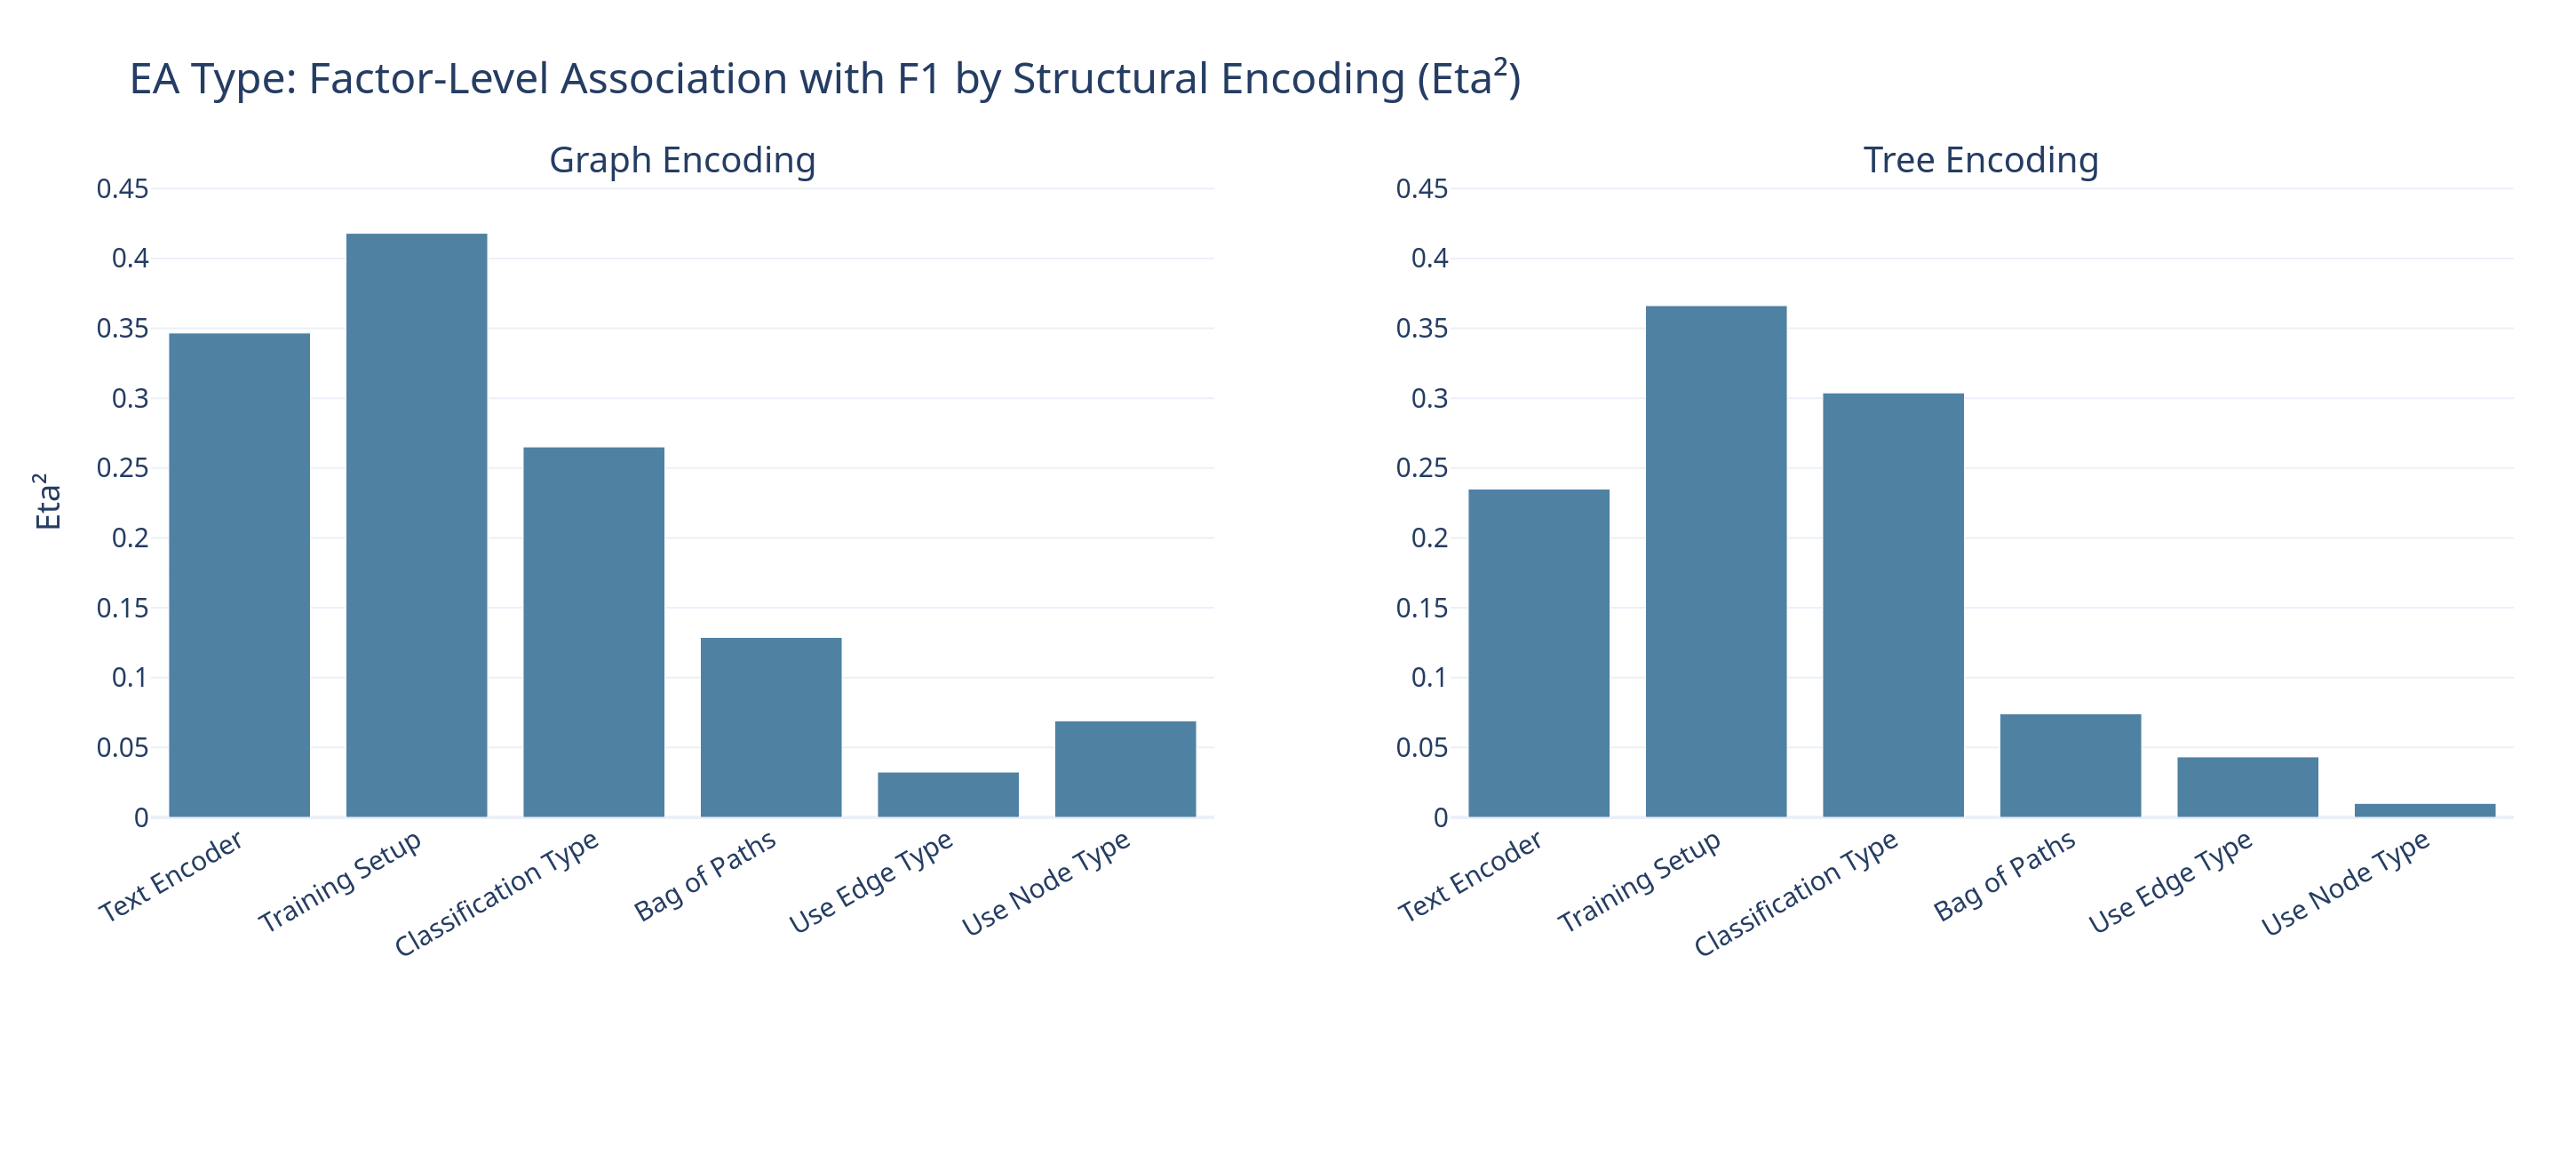 EA Type: Factor-Level Association with F1 by Structural Encoding (Eta²)
Graph Encoding
Eta²
0.45
0.4
0.35
0.3
0.25
0.2
0.15
0.1
0.05
0
Text Encoder
Training Setup
Classification Type
Bag of Paths
Use Edge Type
Use Node Type
Tree Encoding
0.45
0.4
0.35
0.3
0.25
0.2
0.15
0.1
0.05
0
Text Encoder
Training Setup
Classification Type
Bag of Paths
Use Edge Type
Use Node Type